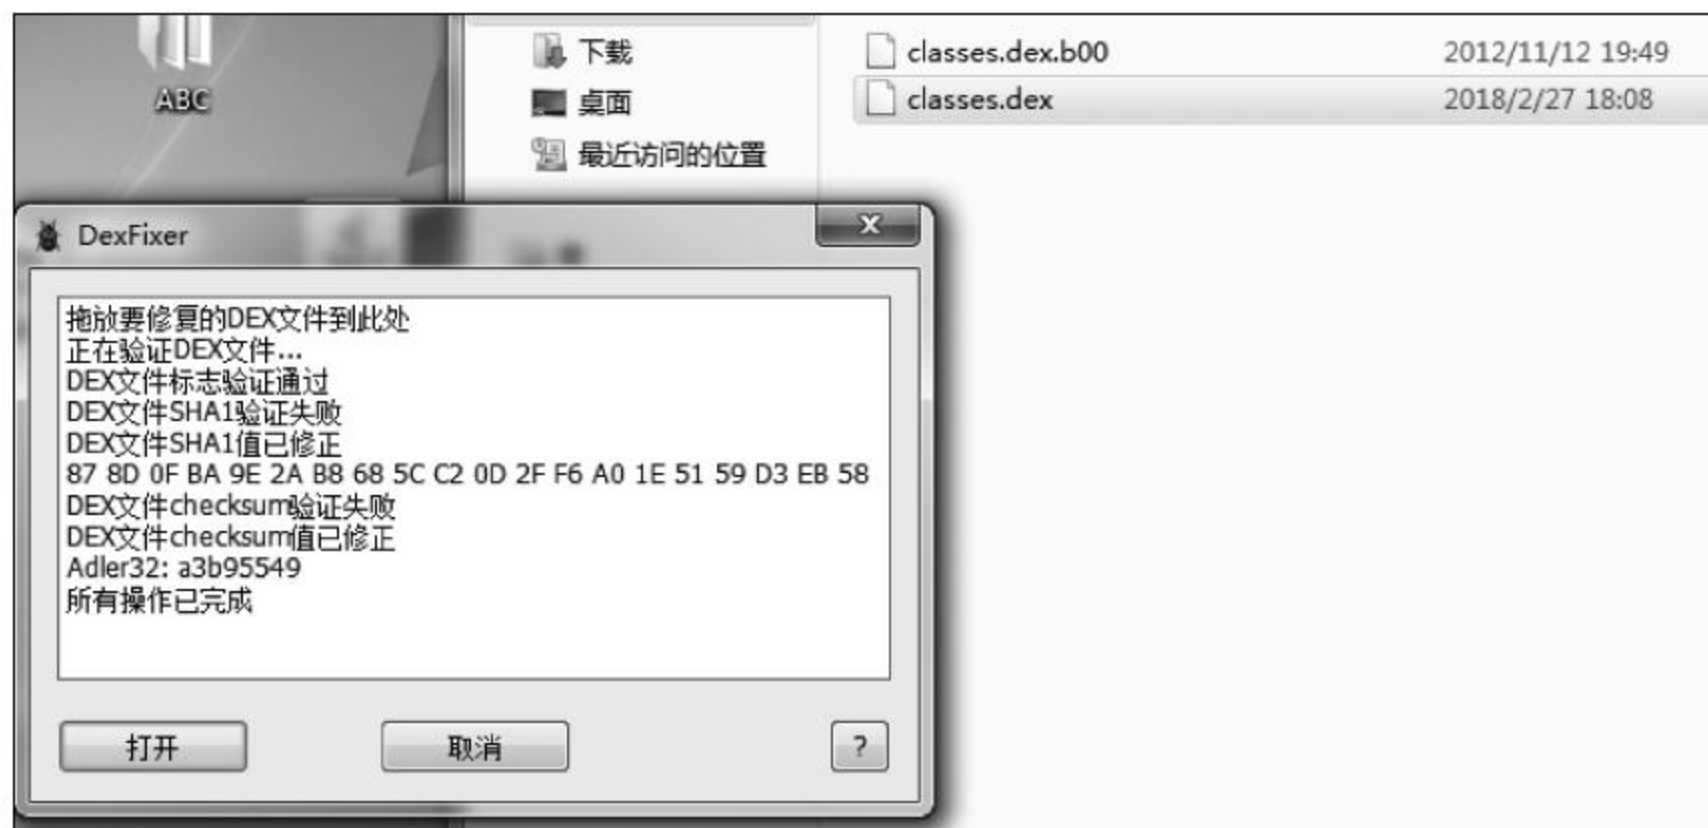 ABC
下载
桌面
最近访问的位置
classes.dex.b00 2012/11/12 19:49
classes.dex 2018/2/27 18:08
DexFixer
拖放要修复的DEX文件到此处
正在验证DEX文件...
DEX文件标志验证通过
DEX文件SHA1验证失败
DEX文件SHA1值已修正
87 8D 0F BA 9E 2A B8 68 5C C2 0D 2F F6 A0 1E 51 59 D3 EB 58
DEX文件checksum验证失败
DEX文件checksum值已修正
Adler32: a3b95549
所有操作已完成
打开
取消
?